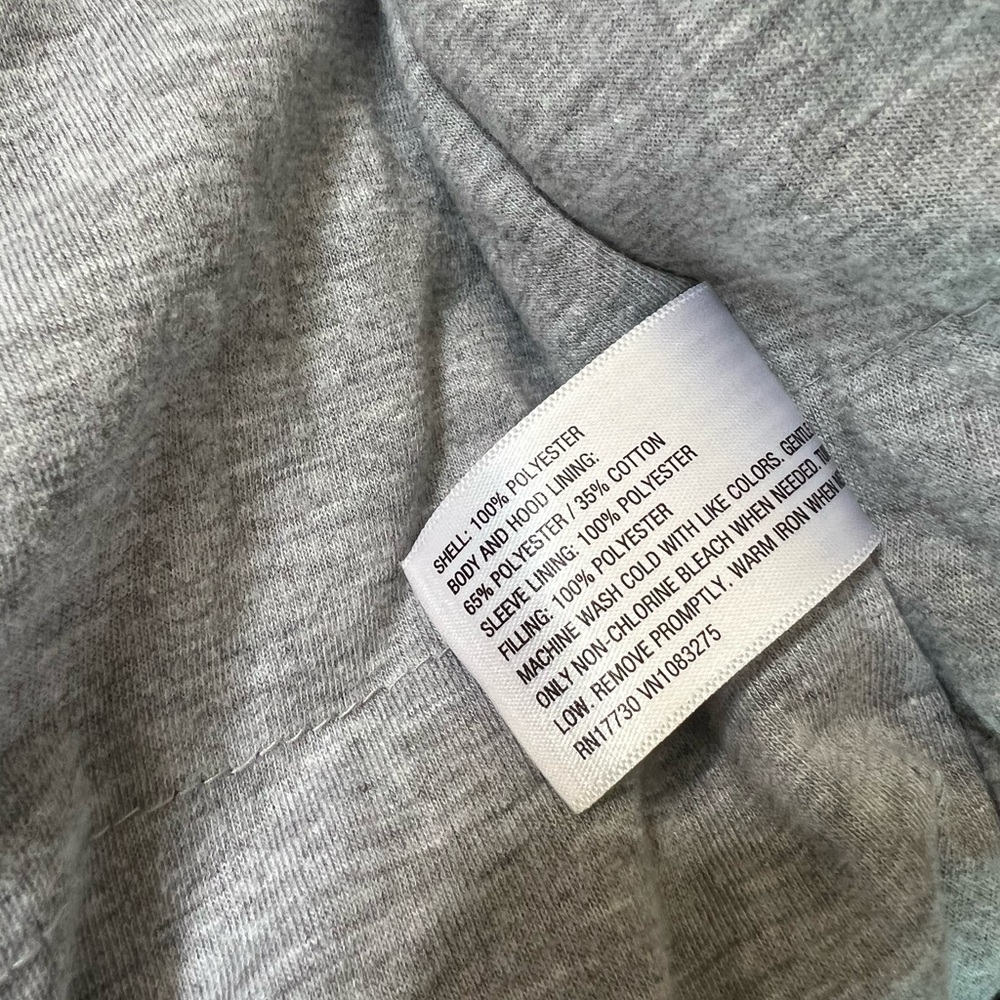 SHELL: 100% POLYESTER
BODY AND HOOD LINING:
65% POLYESTER / 35% COTTON
SLEEVE LINING: 100% POLYESTER
FILLING: 100% POLYESTER
MACHINE WASH COLD WITH LIKE COLORS.
ONLY NON-CHLORINE BLEACH WHEN NEEDED.
LOW. REMOVE PROMPTLY. WARM IRON WHEN
RN17730 VN1083275